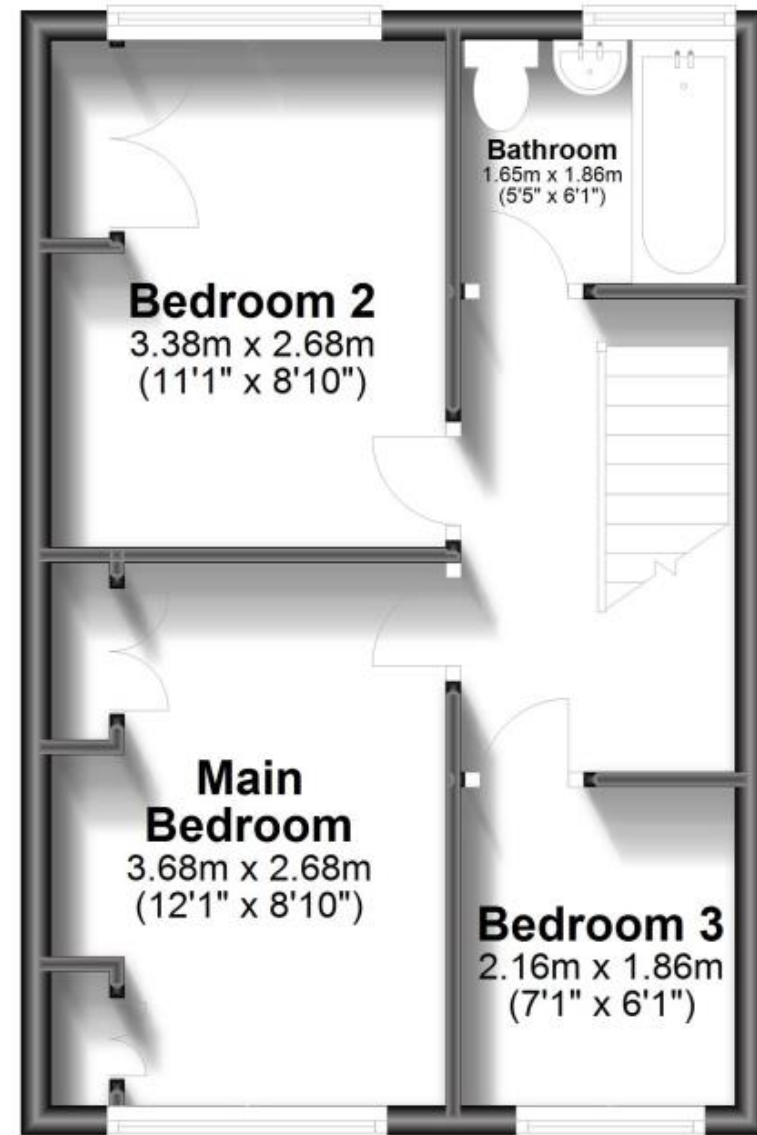 Bathroom
1.65m x 1.86m
(5'5" x 6'1")
Bedroom 2
3.38m x 2.68m
(11'1" x 8'10")
Main
Bedroom
3.68m x 2.68m
(12'1" x 8'10")
Bedroom 3
2.16m x 1.86m
(7'1" x 6'1")